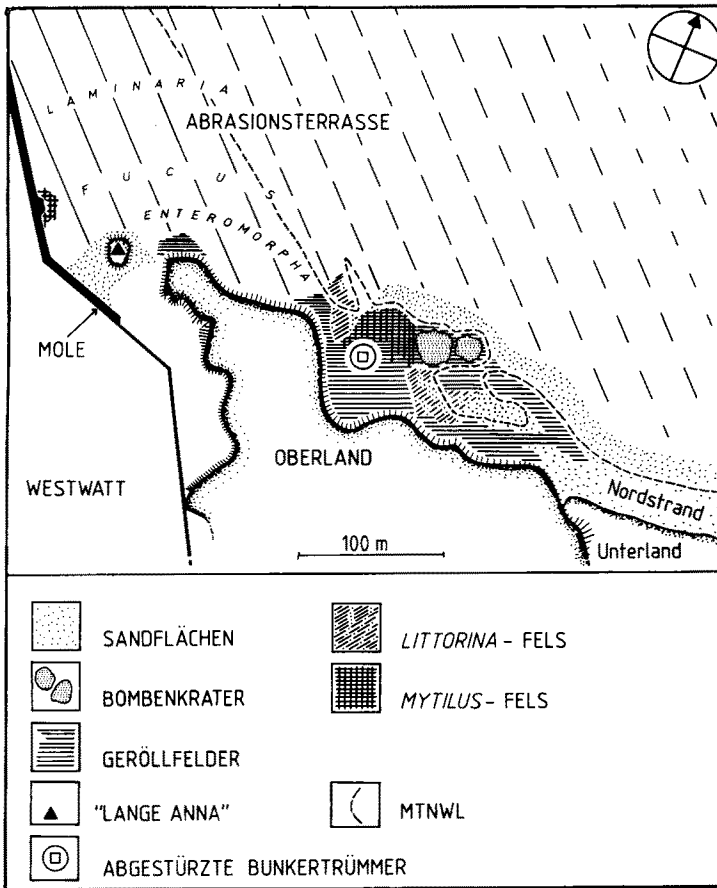 LAMINARIA
ABRASIONSTERRASSE
FUCUS
ENTEROMORPHA
MOLE
OBERLAND
WESTWATT
Nordstrand
100 m
Unterland
SANDFLÄCHEN
LITTORINA - FELS
BOMBENKRATER
MYTILUS - FELS
GERÖLLFELDER
"LANGE ANNA"
MTNWL
ABGESTÜRZTE BUNKERTRÜMMER